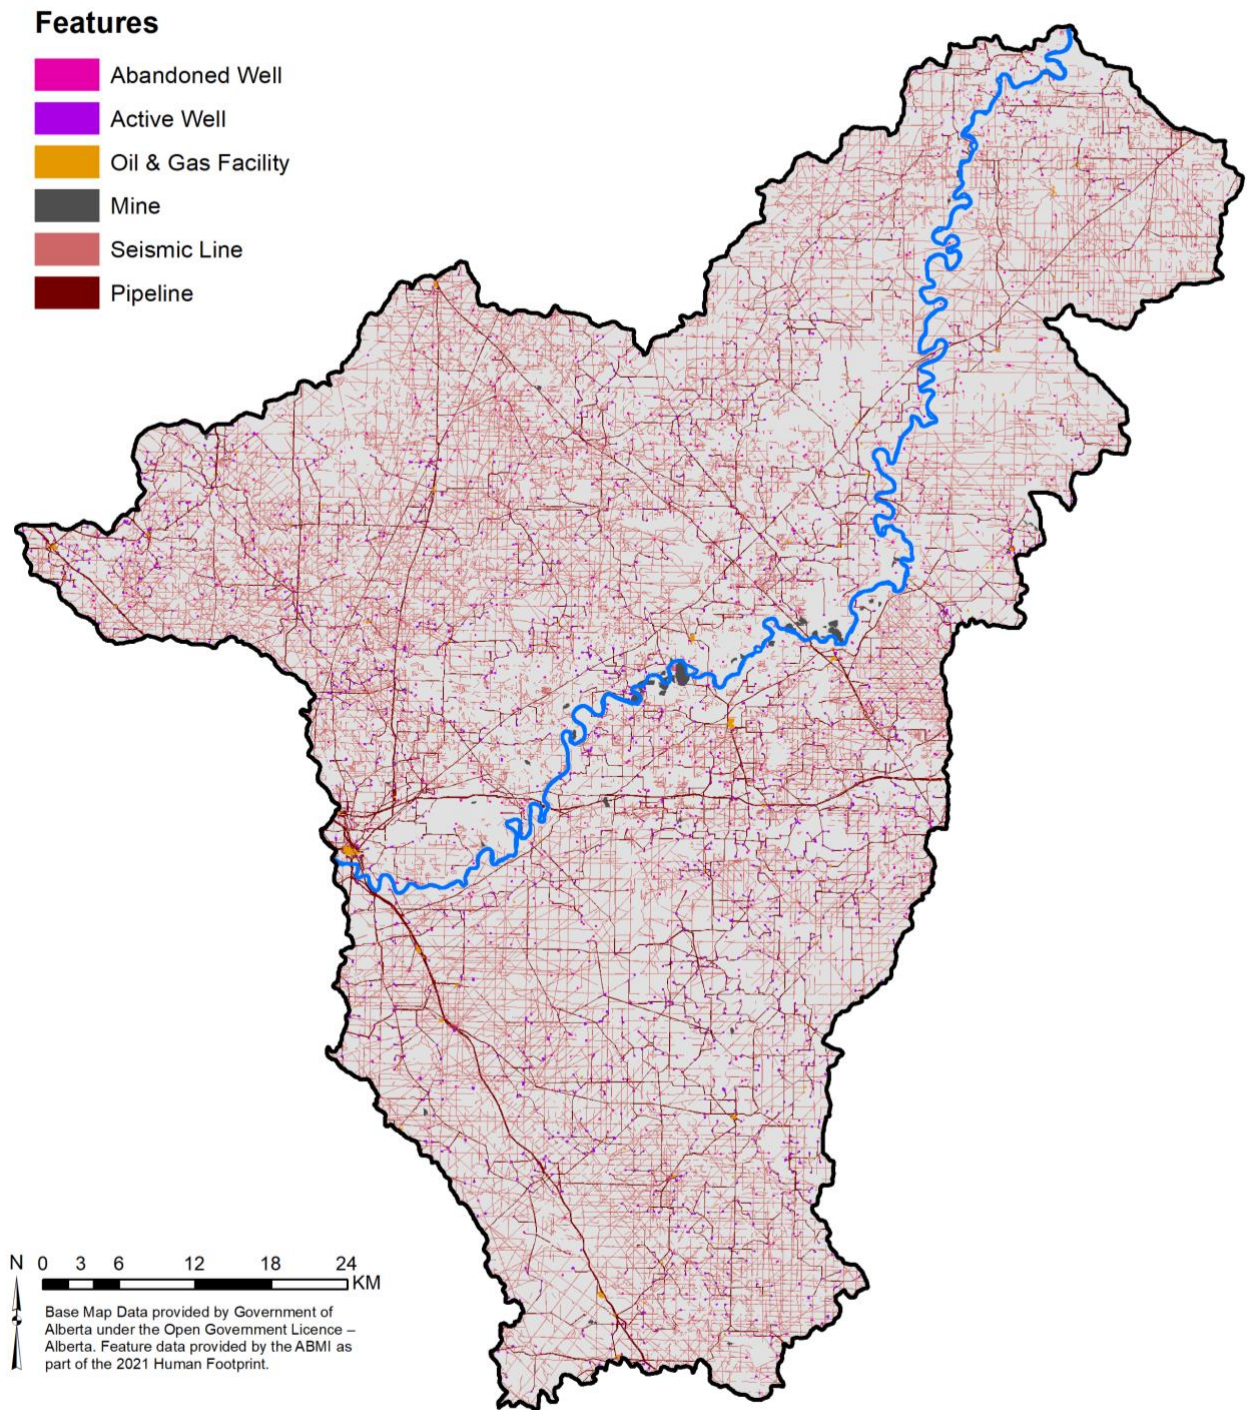 Features
Abandoned Well
Active Well
Oil & Gas Facility
Mine
Seismic Line
Pipeline
N
0 3 6 12 18 24
KM
Base Map Data provided by Government of
Alberta under the Open Government Licence –
Alberta. Feature data provided by the ABMI as
part of the 2021 Human Footprint.